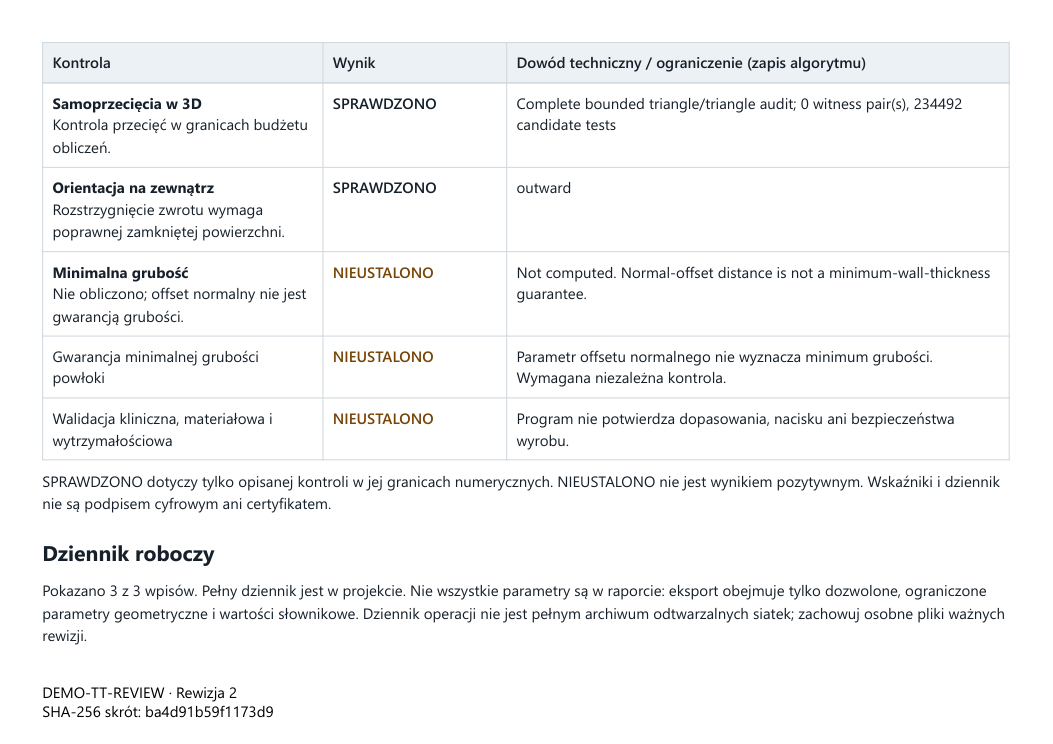 Kontrola Wynik Dowód techniczny / ograniczenie (zapis algorytmu)
Samoprzecięcia w 3D SPRAWDZONO Complete bounded triangle/triangle audit; 0 witness pair(s), 234492
Kontrola przecięć w granicach budżetu candidate tests
obliczeń.
Orientacja na zewnątrz SPRAWDZONO outward
Rozstrzygnięcie zwrotu wymaga
poprawnej zamkniętej powierzchni.
Minimalna grubość NIEUSTALONO Not computed. Normal-offset distance is not a minimum-wall-thickness
Nie obliczono; offset normalny nie jest guarantee.
gwarancją grubości.
Gwarancja minimalnej grubości NIEUSTALONO Parametr offsetu normalnego nie wyznacza minimum grubości.
powłoki Wymagana niezależna kontrola.
Walidacja kliniczna, materiałowa i NIEUSTALONO Program nie potwierdza dopasowania, nacisku ani bezpieczeństwa
wytrzymałościowa wyrobu.
SPRAWDZONO dotyczy tylko opisanej kontroli w jej granicach numerycznych. NIEUSTALONO nie jest wynikiem pozytywnym. Wskaźniki i dziennik
nie są podpisem cyfrowym ani certyfikatem.
Dziennik roboczy
Pokazano 3 z 3 wpisów. Pełny dziennik jest w projekcie. Nie wszystkie parametry są w raporcie: eksport obejmuje tylko dozwolone, ograniczone
parametry geometryczne i wartości słownikowe. Dziennik operacji nie jest pełnym archiwum odtwarzalnych siatek; zachowuj osobne pliki ważnych
rewizji.
DEMO-TT-REVIEW · Rewizja 2
SHA-256 skrót: ba4d91b59f1173d9